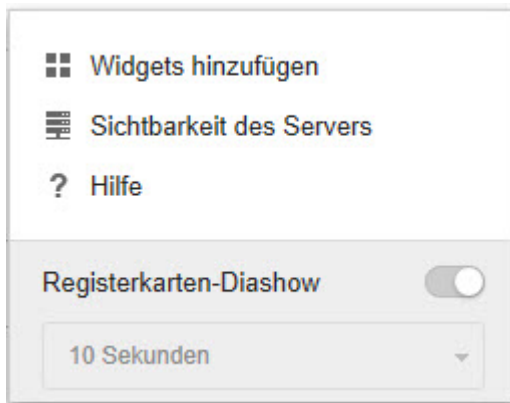 Widgets hinzufügen
Sichtbarkeit des Servers
? Hilfe
Registerkarten-Diashow
10 Sekunden